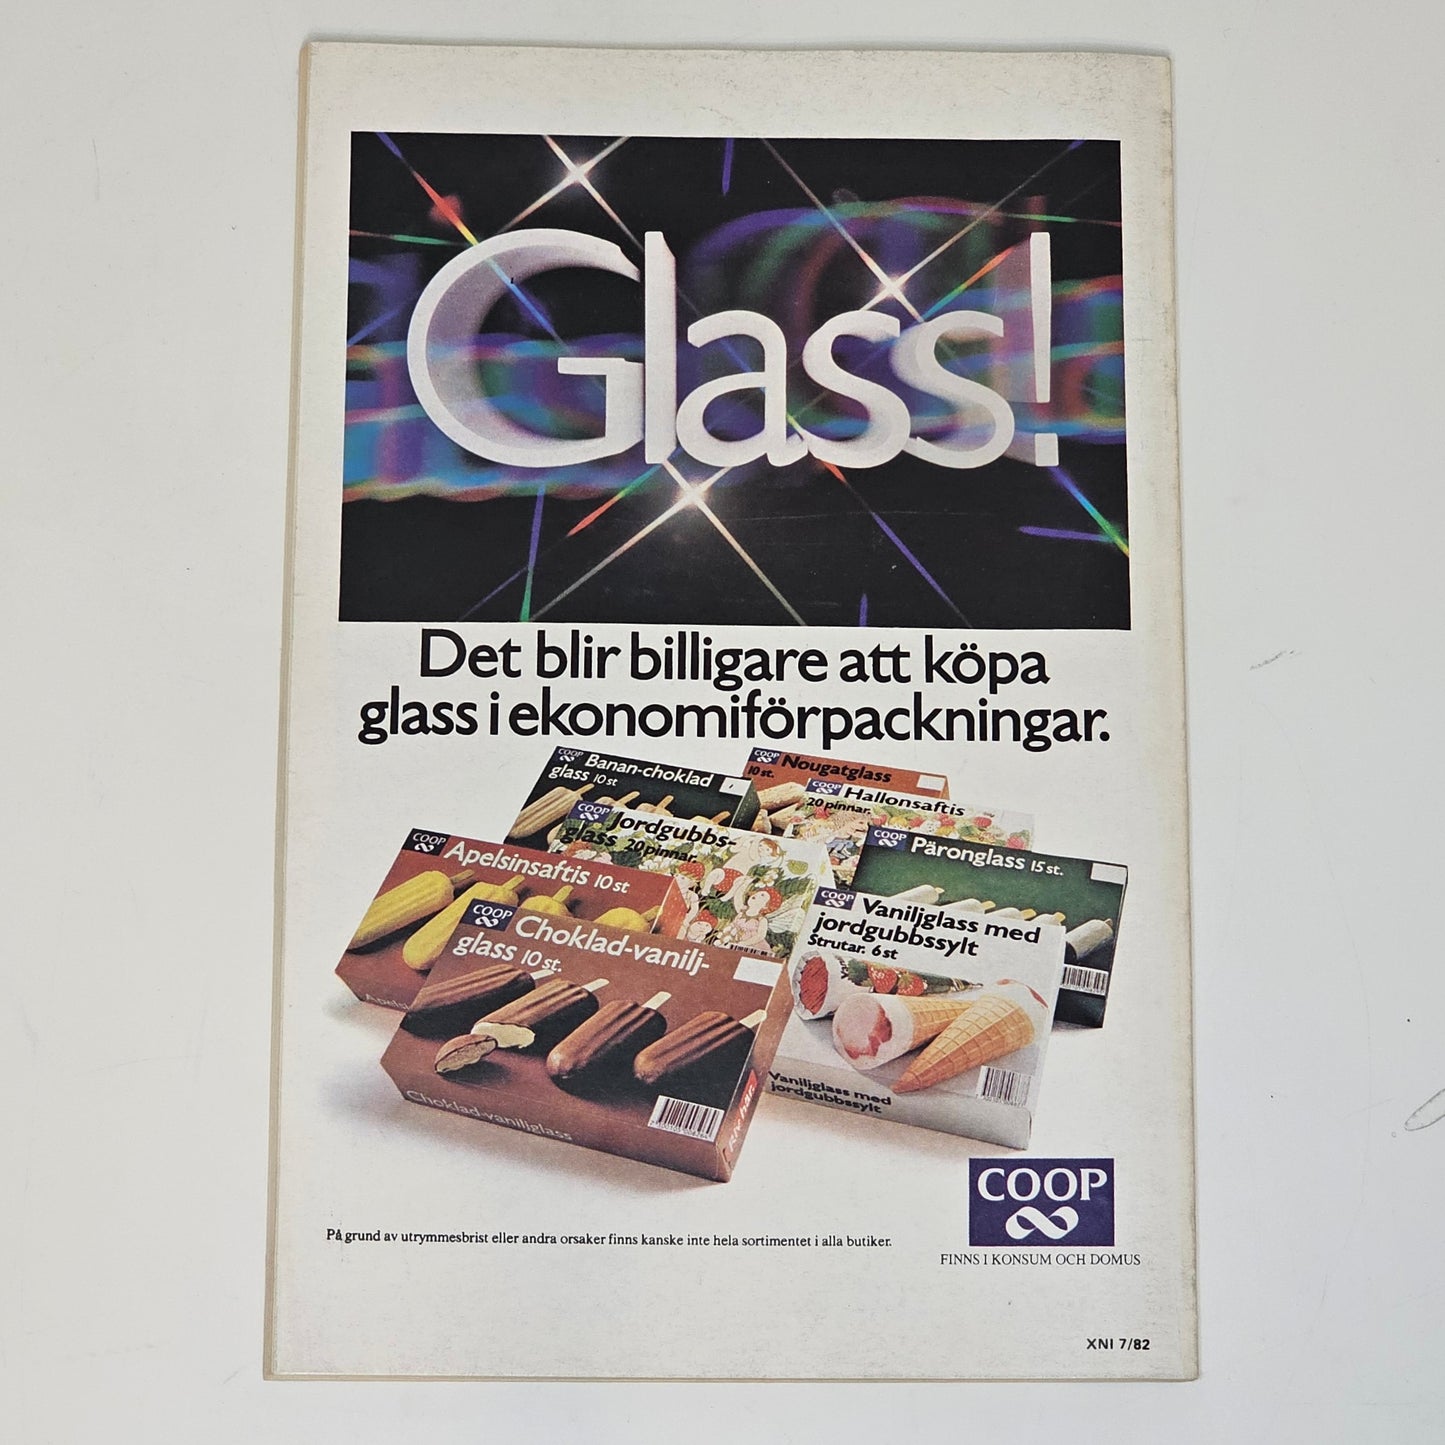 Glass!
Det blir billigare att köpa
glass i ekonomiförpackningar.
COOP
Banan-choklad
glass 10 st
COOP
Nougatglass
10 st.
COOP
Hallonsaftis
20 pinnar.
COOP
Jordgubbs-
glass 20 pinnar.
COOP
Päronglass 15 st.
COOP
Apelsinsaftis 10 st
COOP
Vaniljglass med
jordgubbssylt
Strutar. 6 st
COOP
Choklad-vanilj-
glass 10 st.
Vaniljglass med
jordgubbssylt
Choklad-vaniljglass
COOP
På grund av utrymmesbrist eller andra orsaker finns kanske inte hela sortimentet i alla butiker.
FINNS I KONSUM OCH DOMUS
XNI 7/82